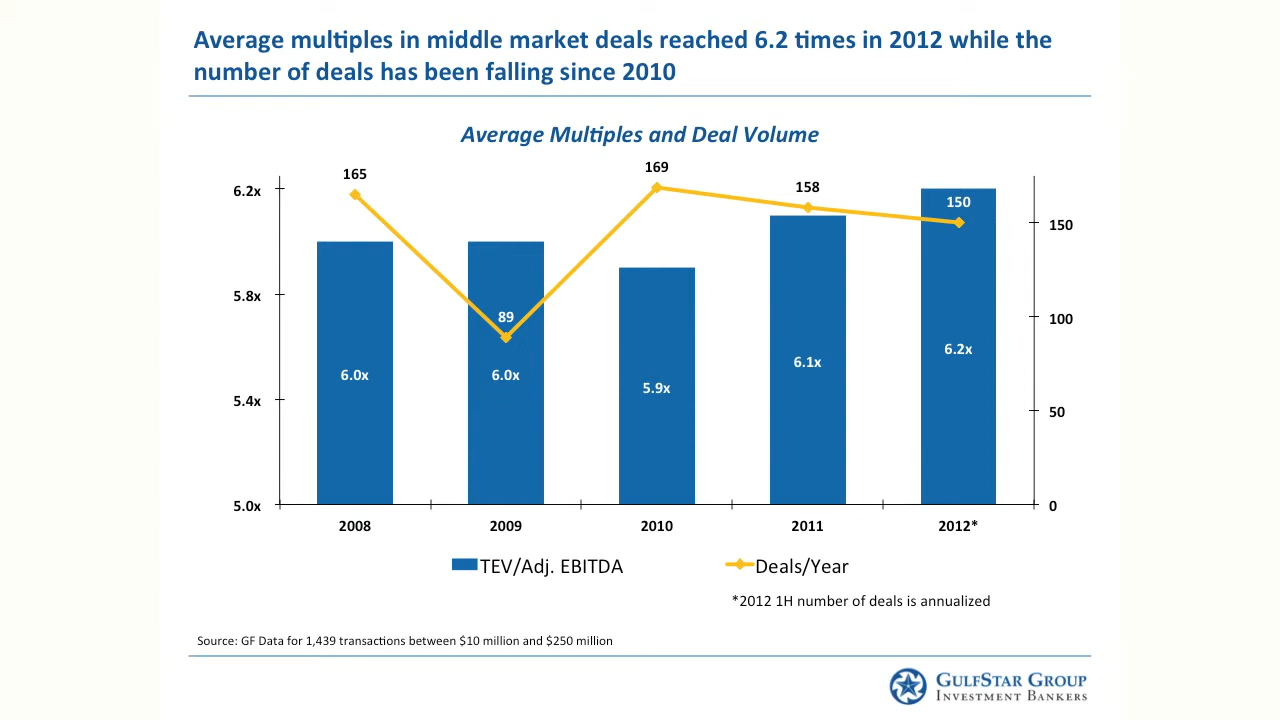 Average multiples in middle market deals reached 6.2 times in 2012 while the
number of deals has been falling since 2010
Average Multiples and Deal Volume
6.2x
5.8x
5.4x
5.0x
165
89
169
158
150
6.0x
6.0x
5.9x
6.1x
6.2x
150
100
50
0
2008
2009
2010
2011
2012*
TEV/Adj. EBITDA
Deals/Year
*2012 1H number of deals is annualized
Source: GF Data for 1,439 transactions between $10 million and $250 million
GULFSTAR GROUP
INVESTMENT BANKERS